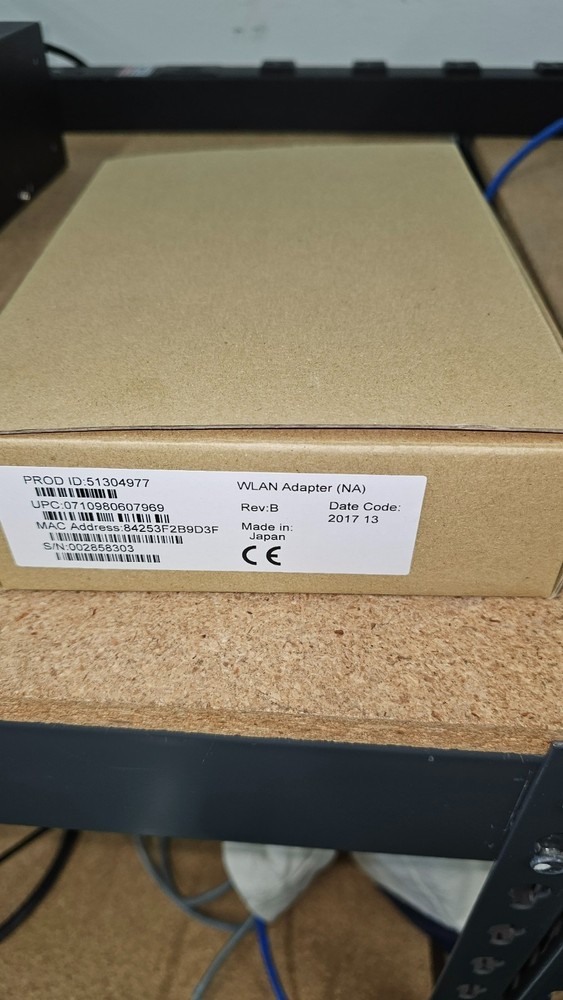 PROD ID:51304977
UPC:0710980607969
MAC Address:84253F2B9D3F
S/N:002858303
WLAN Adapter (NA)
Rev:B
Date Code:
2017 13
Made in:
Japan
CE